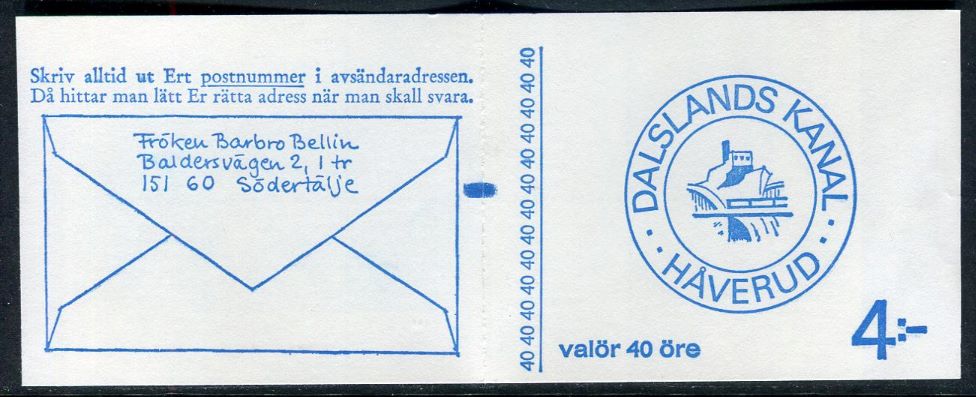 Skriv alltid ut Ert postnummer i avsändaradressen.
Då hittar man lätt Er rätta adress när man skall svara.
Fröken Barbro Bellin
Baldersvägen 2, 1 tr
151 60 Södertälje
40 40 40 40 40 40 40 40 40 40 40 40 40 40 40
DALSLANDS KANAL
HÅVERUD
valör 40 öre
4:-